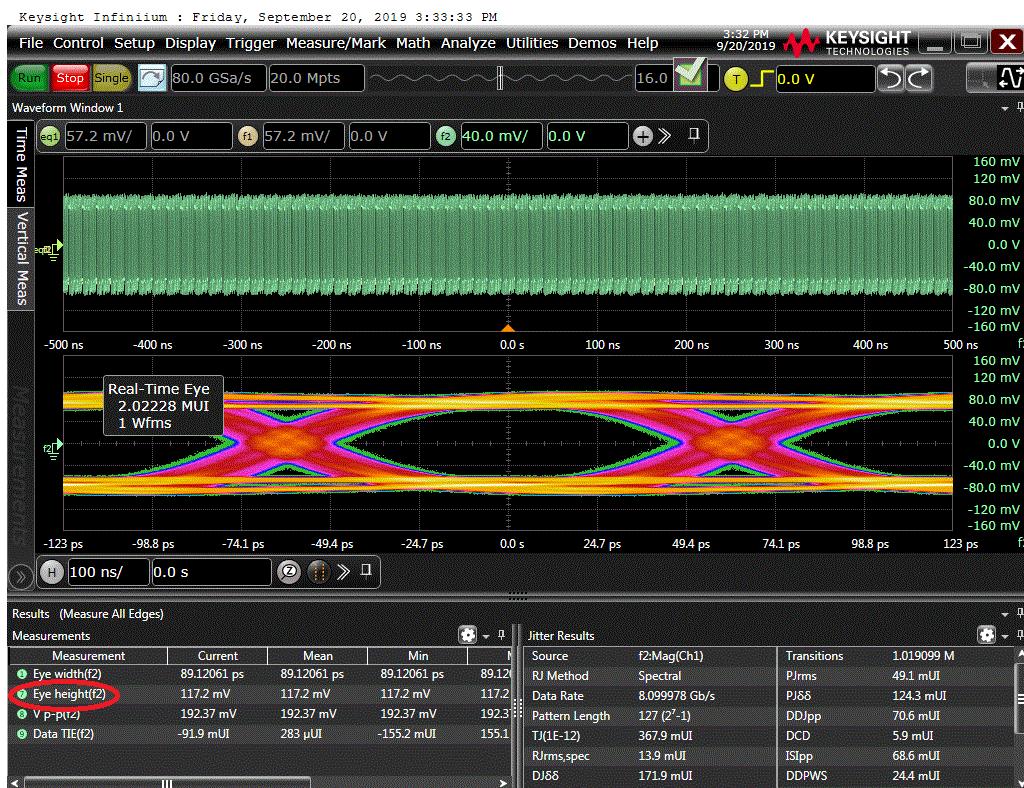 Keysight Infiniium : Friday, September 20, 2019 3:33:33 PM
File Control Setup Display Trigger Measure/Mark Math Analyze Utilities Demos Help
3:32 PM
9/20/2019
KEYSIGHT
TECHNOLOGIES
Run Stop Single 80.0 GSa/s 20.0 Mpts 16.0 T 0.0 V
Waveform Window 1
eq1 57.2 mV/ 0.0 V f1 57.2 mV/ 0.0 V f2 40.0 mV/ 0.0 V
Time Meas
Vertical Meas
Measurements
160 mV
120 mV
80.0 mV
40.0 mV
0.0 V
-40.0 mV
-80.0 mV
-120 mV
-160 mV
-500 ns -400 ns -300 ns -200 ns -100 ns 0.0 s 100 ns 200 ns 300 ns 400 ns 500 ns
160 mV
120 mV
80.0 mV
40.0 mV
0.0 V
-40.0 mV
-80.0 mV
-120 mV
-160 mV
Real-Time Eye
2.02228 MUI
1 Wfms
f2
-123 ps -98.8 ps -74.1 ps -49.4 ps -24.7 ps 0.0 s 24.7 ps 49.4 ps 74.1 ps 98.8 ps 123 ps
H 100 ns/ 0.0 s Z
Results (Measure All Edges)
Measurements
Measurement Current Mean Min
1 Eye width(f2) 89.12061 ps 89.12061 ps 89.12061 ps 89.12
7 Eye height(f2) 117.2 mV 117.2 mV 117.2 mV 117.2
8 V p-p(f2) 192.37 mV 192.37 mV 192.37 mV 192.3
9 Data TIE(f2) -91.9 mUI 283 µUI -155.2 mUI 155.1
Jitter Results
Source f2:Mag(Ch1) Transitions 1.019099 M
RJ Method Spectral PJrms 49.1 mUI
Data Rate 8.099978 Gb/s PJδδ 124.3 mUI
Pattern Length 127 (2⁷-1) DDJpp 70.6 mUI
TJ(1E-12) 367.9 mUI DCD 5.9 mUI
RJrms,spec 13.9 mUI ISIpp 68.6 mUI
DJδδ 171.9 mUI DDPWS 24.4 mUI